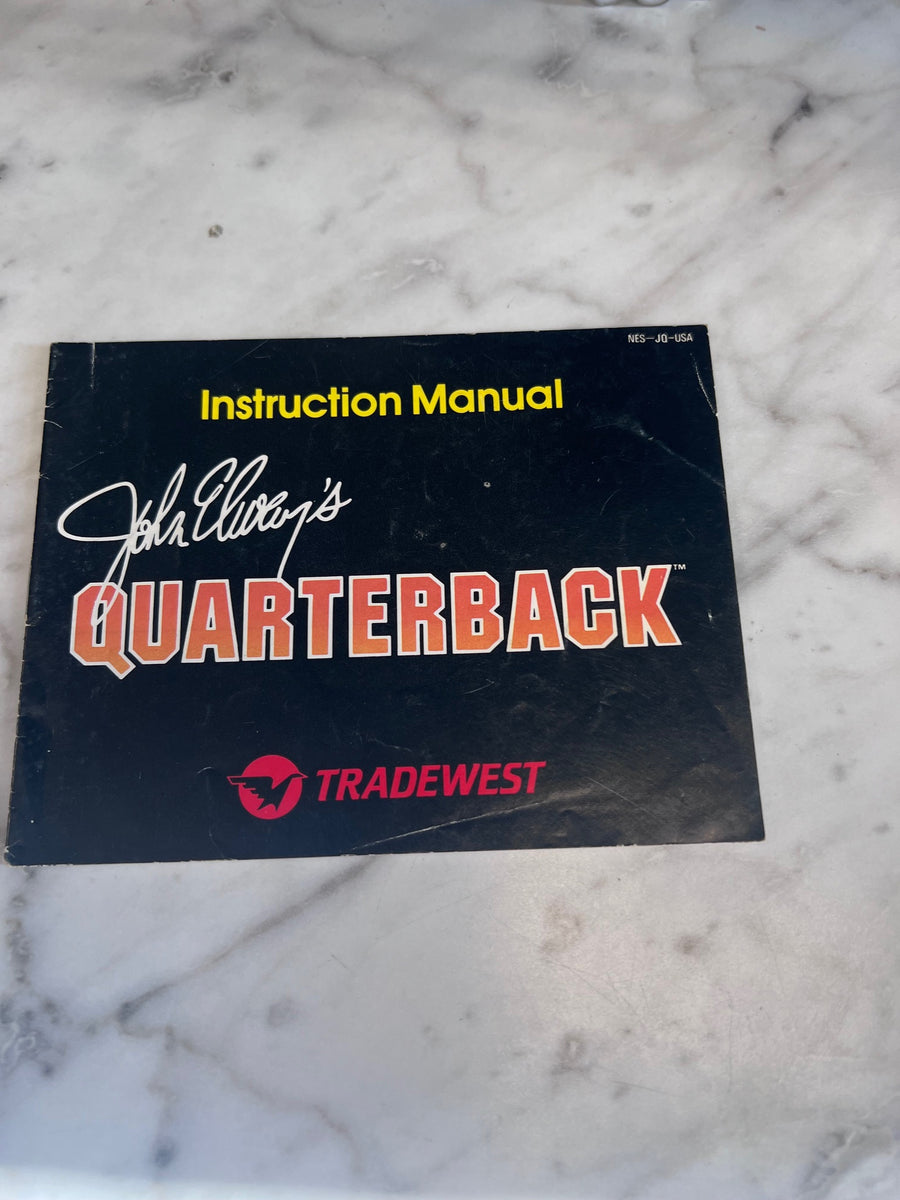 NES-JQ-USA
Instruction Manual
John Elway's
QUARTERBACK™
TRADEWEST